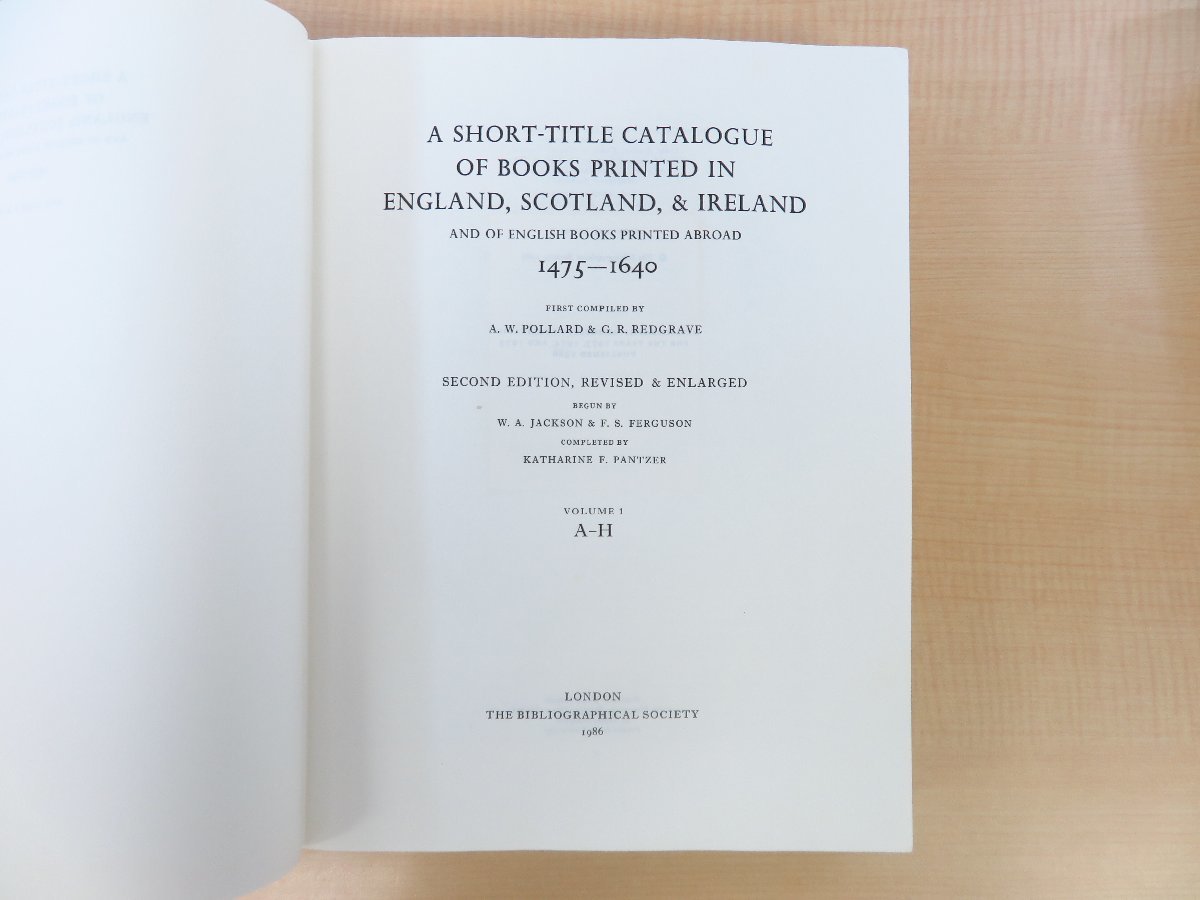 A SHORT-TITLE CATALOGUE
OF BOOKS PRINTED IN
ENGLAND, SCOTLAND, & IRELAND
AND OF ENGLISH BOOKS PRINTED ABROAD
1475—1640
FIRST COMPILED BY
A. W. POLLARD & G. R. REDGRAVE
SECOND EDITION, REVISED & ENLARGED
BEGUN BY
W. A. JACKSON & F. S. FERGUSON
COMPLETED BY
KATHARINE F. PANTZER
VOLUME 1
A–H
LONDON
THE BIBLIOGRAPHICAL SOCIETY
1986